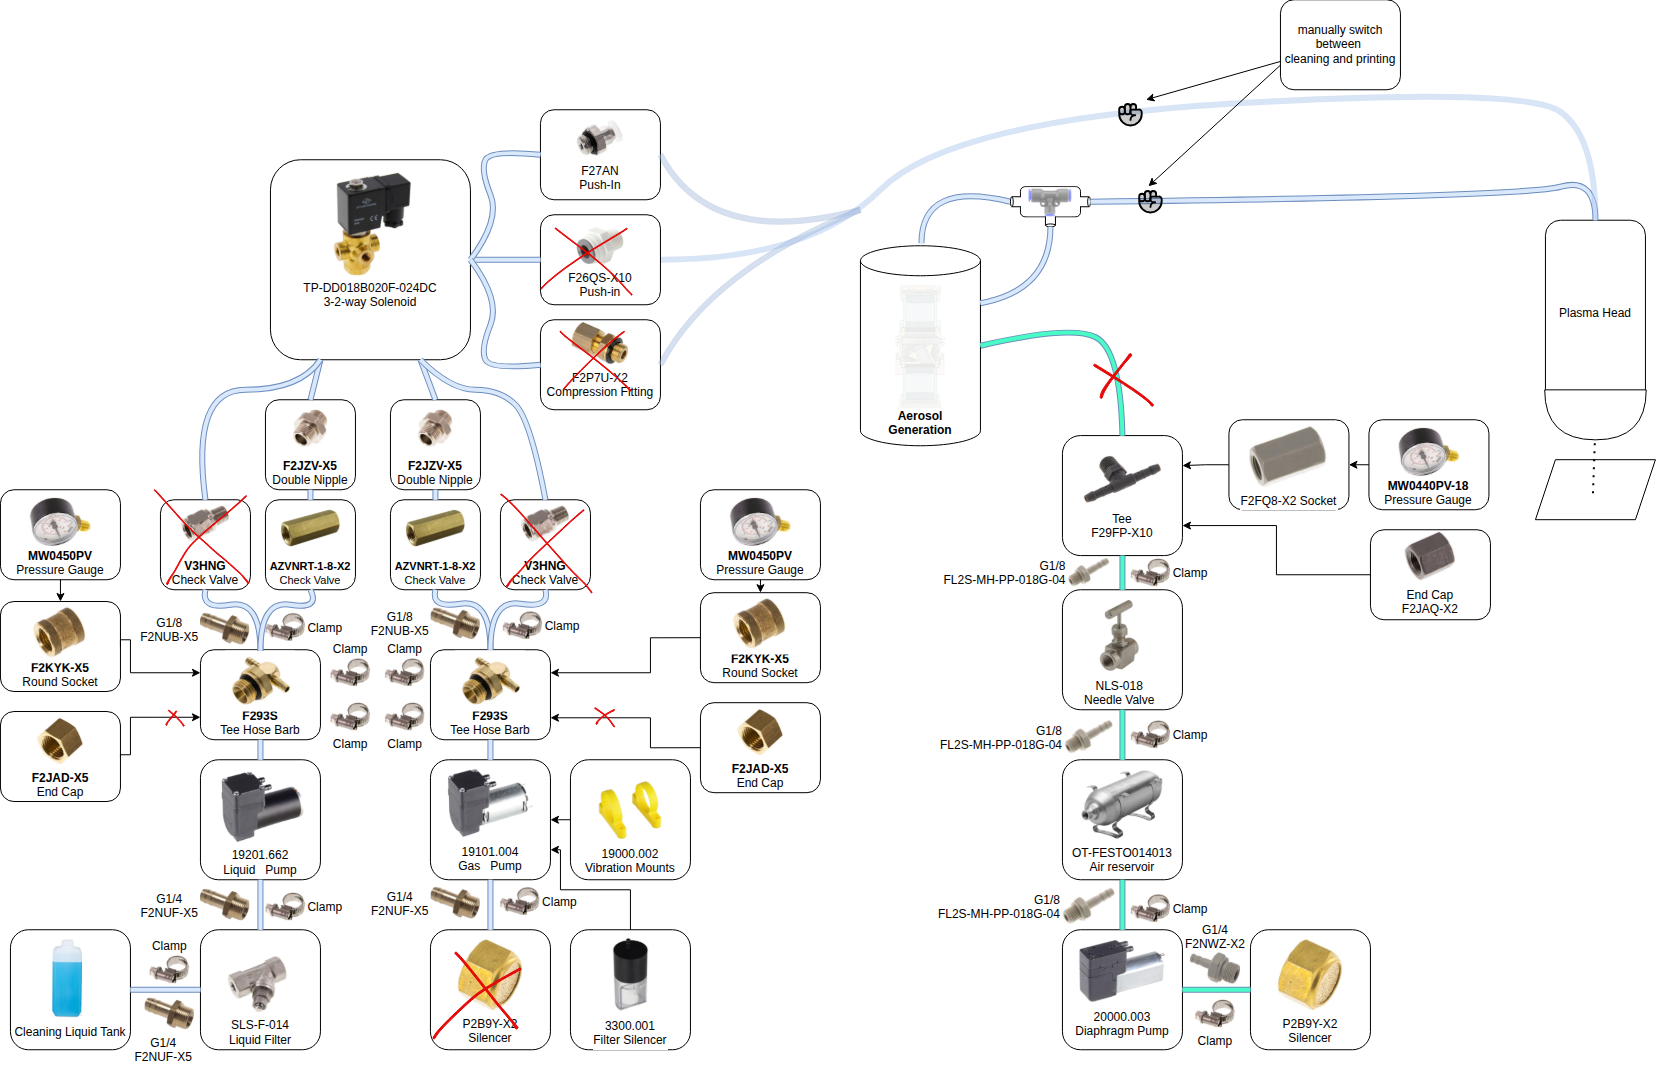 manually switch
between
cleaning and printing
F27AN
Push-In
F26QS-X10
Push-in
F2P7U-X2
Compression Fitting
TP-DD018B020F-024DC
3-2-way Solenoid
Aerosol
Generation
Plasma Head
F2JZV-X5
Double Nipple
F2JZV-X5
Double Nipple
MW0450PV
Pressure Gauge
V3HNG
Check Valve
AZVNRT-1-8-X2
Check Valve
AZVNRT-1-8-X2
Check Valve
V3HNG
Check Valve
MW0450PV
Pressure Gauge
G1/8
F2NUB-X5
Clamp
G1/8
F2NUB-X5
Clamp
F2KYK-X5
Round Socket
Clamp
Clamp
F2KYK-X5
Round Socket
F293S
Tee Hose Barb
Clamp
Clamp
F293S
Tee Hose Barb
F2JAD-X5
End Cap
F2JAD-X5
End Cap
19201.662
Liquid Pump
19101.004
Gas Pump
19000.002
Vibration Mounts
G1/4
F2NUF-X5
Clamp
G1/4
F2NUF-X5
Clamp
Cleaning Liquid Tank
Clamp
G1/4
F2NUF-X5
SLS-F-014
Liquid Filter
P2B9Y-X2
Silencer
3300.001
Filter Silencer
Tee
F29FP-X10
F2FQ8-X2 Socket
MW0440PV-18
Pressure Gauge
End Cap
F2JAQ-X2
G1/8
FL2S-MH-PP-018G-04
Clamp
NLS-018
Needle Valve
G1/8
FL2S-MH-PP-018G-04
Clamp
OT-FESTO014013
Air reservoir
G1/8
FL2S-MH-PP-018G-04
Clamp
20000.003
Diaphragm Pump
G1/4
F2NWZ-X2
Clamp
P2B9Y-X2
Silencer